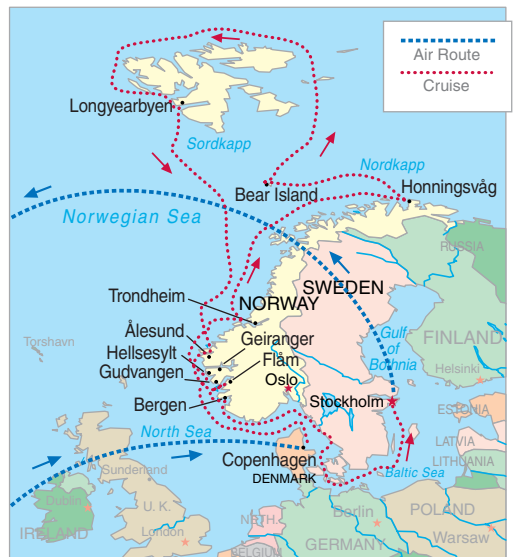 Air Route
Cruise
Longyearbyen
Sordkapp
Nordkapp
Bear Island
Honningsvåg
Norwegian Sea
RUSSIA
SWEDEN
Trondheim
NORWAY
Ålesund
Geiranger
Gulf
of
Bothnia
FINLAND
Torshavn
Hellsesylt
Flåm
Gudvangen
Oslo
Helsinki
Stockholm
Bergen
ESTONIA
North Sea
LATVIA
Copenhagen
LITHUANIA
Sunderland
Baltic Sea
DENMARK
Dublin
U. K.
Berlin
POLAND
IRELAND
London
NETH.
Warsaw
GERMANY
BELGIUM